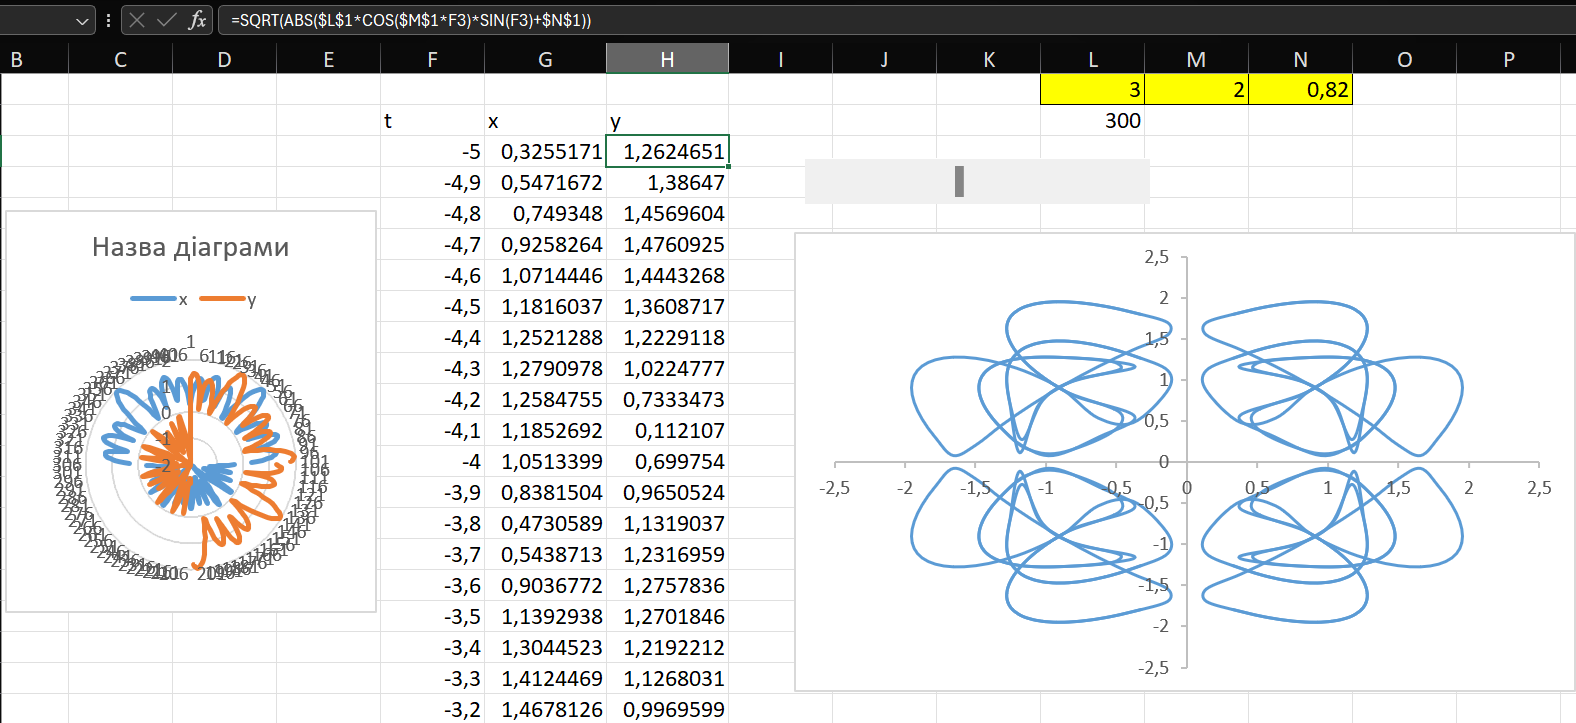 fx =SQRT(ABS($L$1*COS($M$1*F3)*SIN(F3)+$N$1))
B C D E F G H I J K L M N O P
3 2 0,82
t x y 300
-5 0,3255171 1,2624651
-4,9 0,5471672 1,38647
-4,8 0,749348 1,4569604
-4,7 0,9258264 1,4760925
-4,6 1,0714446 1,4443268
-4,5 1,1816037 1,3608717
-4,4 1,2521288 1,2229118
-4,3 1,2790978 1,0224777
-4,2 1,2584755 0,7333473
-4,1 1,1852692 0,112107
-4 1,0513399 0,699754
-3,9 0,8381504 0,9650524
-3,8 0,4730589 1,1319037
-3,7 0,5438713 1,2316959
-3,6 0,9036772 1,2757836
-3,5 1,1392938 1,2701846
-3,4 1,3044523 1,2192212
-3,3 1,4124469 1,1268031
-3,2 1,4678126 0,9969599
Назва діаграми
x y
1
2
1
0
-1
-2
2,5
2
1,5
1
0,5
0
-2,5 -2 -1,5 -1 -0,5 0 0,5 1 1,5 2 2,5
-0,5
-1
-1,5
-2
-2,5